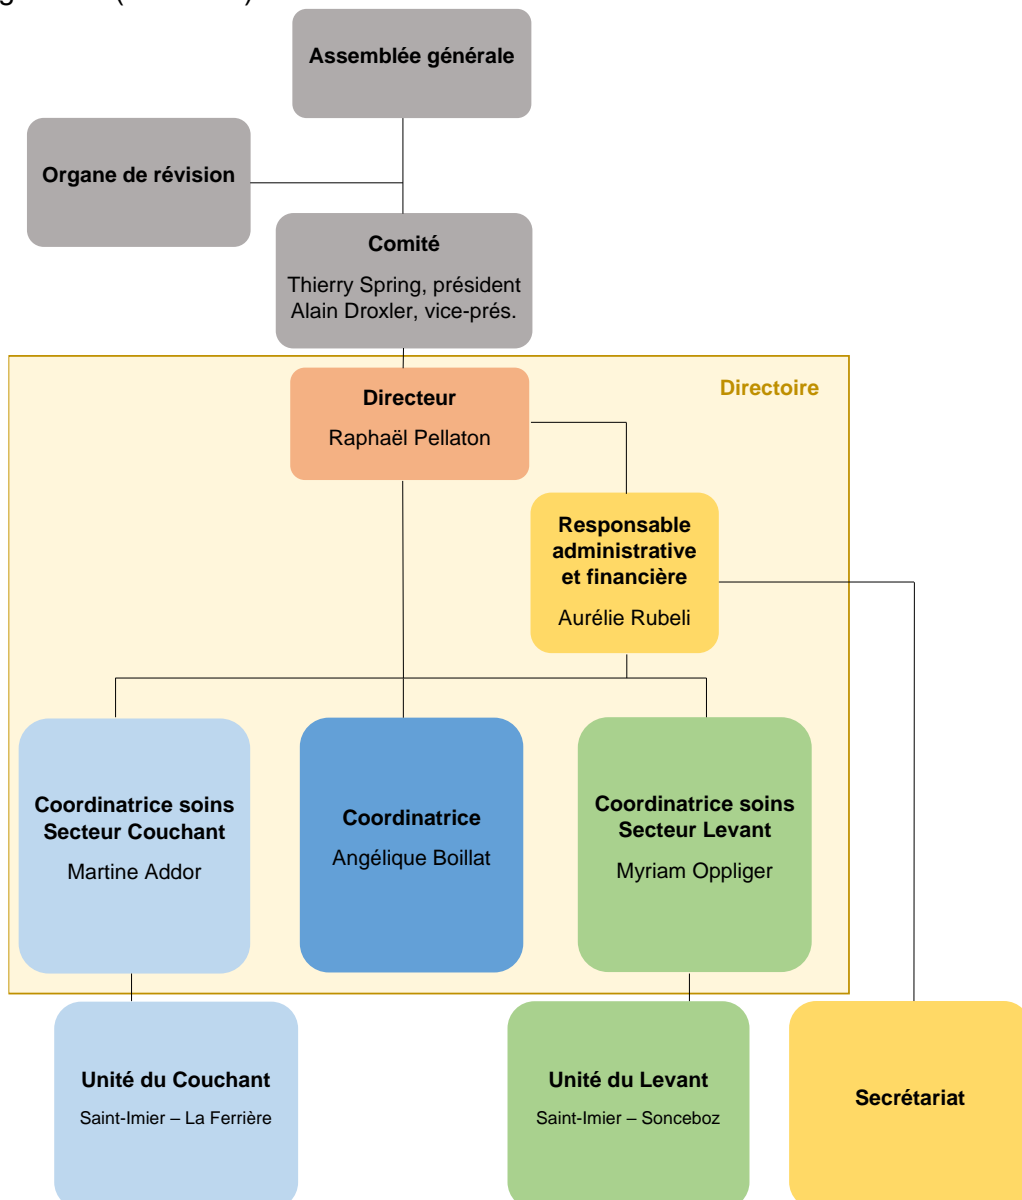 Assemblée générale
Organe de révision
Comité
Thierry Spring, président
Alain Droxler, vice-prés.
Directoire
Directeur
Raphaël Pellaton
Responsable
administrative
et financière
Aurélie Rubeli
Coordinatrice soins
Secteur Couchant
Martine Addor
Coordinatrice
Angélique Boillat
Coordinatrice soins
Secteur Levant
Myriam Oppliger
Unité du Couchant
Saint-Imier – La Ferrière
Unité du Levant
Saint-Imier – Sonceboz
Secrétariat